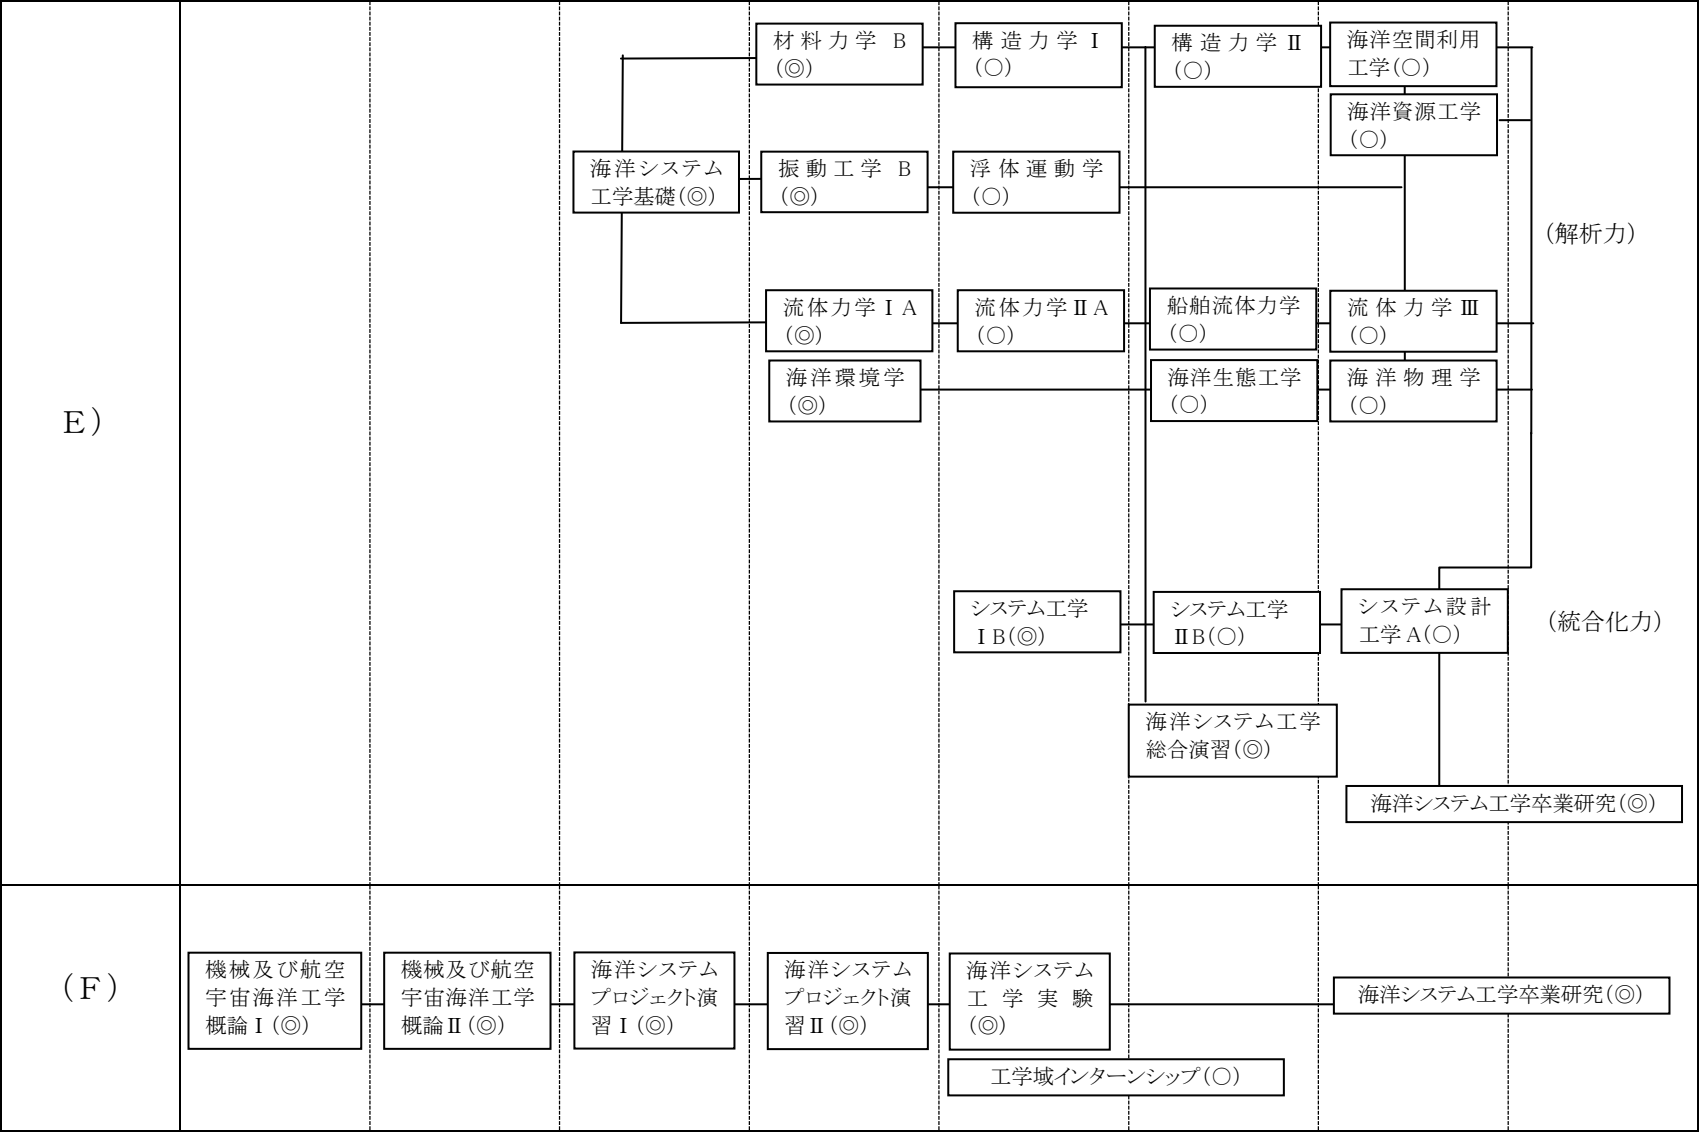 E）
材料力学 B
（◎）
構造力学 Ⅰ
（○）
構造力学 Ⅱ
（○）
海洋空間利用
工学（○）
海洋資源工学
（○）
海洋システム
工学基礎（◎）
振動工学 B
（◎）
浮体運動学
（○）
（解析力）
流体力学 Ⅰ A
（◎）
流体力学 Ⅱ A
（○）
船舶流体力学
（○）
流体力学 Ⅲ
（○）
海洋環境学
（◎）
海洋生態工学
（○）
海洋物理学
（○）
システム工学
Ⅰ B（◎）
システム工学
ⅡB（○）
システム設計
工学 A（○）
（統合化力）
海洋システム工学
総合演習（◎）
海洋システム工学卒業研究（◎）
（F）
機械及び航空
宇宙海洋工学
概論 Ⅰ（◎）
機械及び航空
宇宙海洋工学
概論 Ⅱ（◎）
海洋システム
プロジェクト演
習 Ⅰ（◎）
海洋システム
プロジェクト演
習 Ⅱ（◎）
海洋システム
工学実験
（◎）
海洋システム工学卒業研究（◎）
工学域インターンシップ（○）